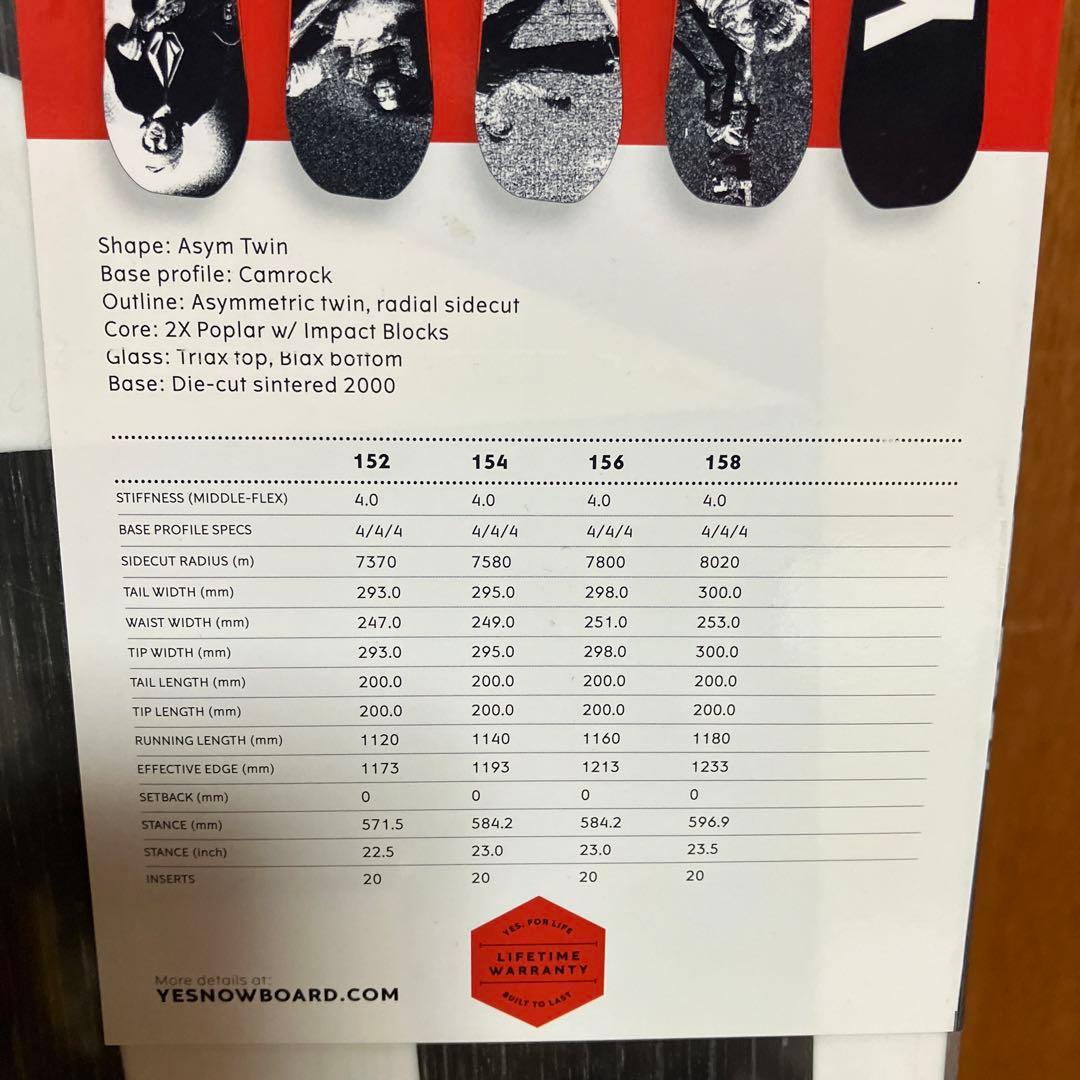 Y
Shape: Asym Twin
Base profile: Camrock
Outline: Asymmetric twin, radial sidecut
Core: 2X Poplar w/ Impact Blocks
Glass: Triax top, Biax bottom
Base: Die-cut sintered 2000
152 154 156 158
STIFFNESS (MIDDLE-FLEX) 4.0 4.0 4.0 4.0
BASE PROFILE SPECS 4/4/4 4/4/4 4/4/4 4/4/4
SIDECUT RADIUS (m) 7370 7580 7800 8020
TAIL WIDTH (mm) 293.0 295.0 298.0 300.0
WAIST WIDTH (mm) 247.0 249.0 251.0 253.0
TIP WIDTH (mm) 293.0 295.0 298.0 300.0
TAIL LENGTH (mm) 200.0 200.0 200.0 200.0
TIP LENGTH (mm) 200.0 200.0 200.0 200.0
RUNNING LENGTH (mm) 1120 1140 1160 1180
EFFECTIVE EDGE (mm) 1173 1193 1213 1233
SETBACK (mm) 0 0 0 0
STANCE (mm) 571.5 584.2 584.2 596.9
STANCE (inch) 22.5 23.0 23.0 23.5
INSERTS 20 20 20 20
YES. FOR LIFE
LIFETIME
WARRANTY
BUILT TO LAST
More details at:
YESNOWBOARD.COM